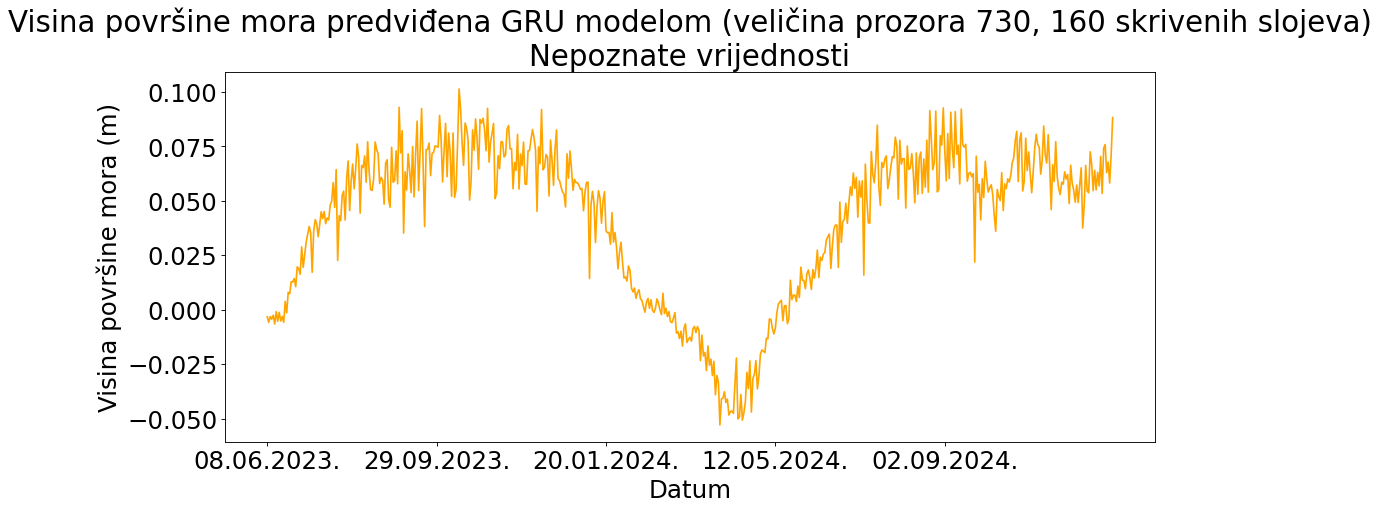 Visina površine mora predviđena GRU modelom (veličina prozora 730, 160 skrivenih slojeva)
Nepoznate vrijednosti
Visina površine mora (m)
0.100
0.075
0.050
0.025
0.000
−0.025
−0.050
08.06.2023. 29.09.2023. 20.01.2024. 12.05.2024. 02.09.2024.
Datum